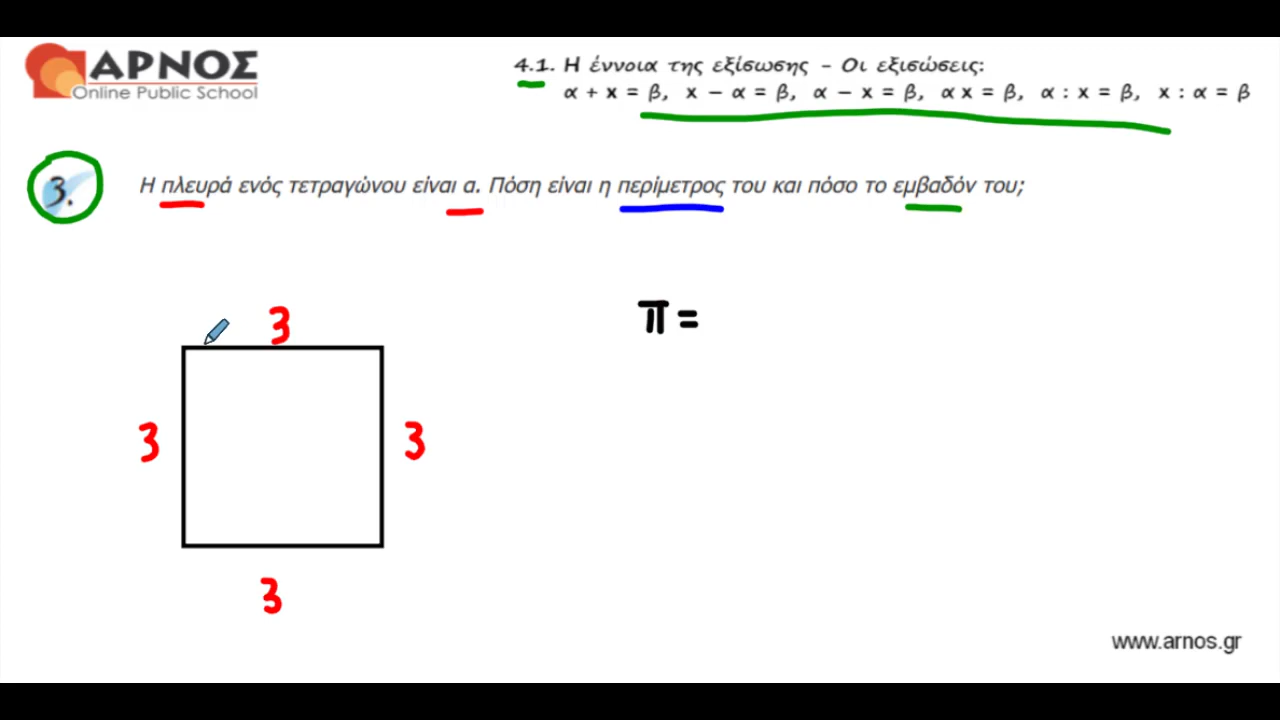 ΑΡΝΟΣ
Online Public School
4.1. Η έννοια της εξίσωσης - Οι εξισώσεις:
α + x = β, x - α = β, α - x = β, α x = β, α : x = β, x : α = β
3.
Η πλευρά ενός τετραγώνου είναι α. Πόση είναι η περίμετρος του και πόσο το εμβαδόν του;
3
Π =
3
3
3
www.arnos.gr